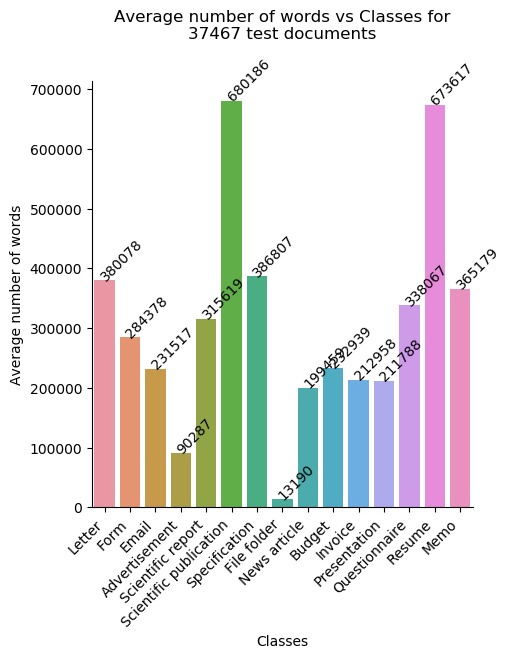 Average number of words vs Classes for
37467 test documents
Average number of words
700000
600000
500000
400000
300000
200000
100000
0
380078
284378
231517
90287
315619
680186
386807
13190
199459
232939
212958
211788
338067
673617
365179
Letter
Form
Email
Advertisement
Scientific report
Scientific publication
Specification
File folder
News article
Budget
Invoice
Presentation
Questionnaire
Resume
Memo
Classes